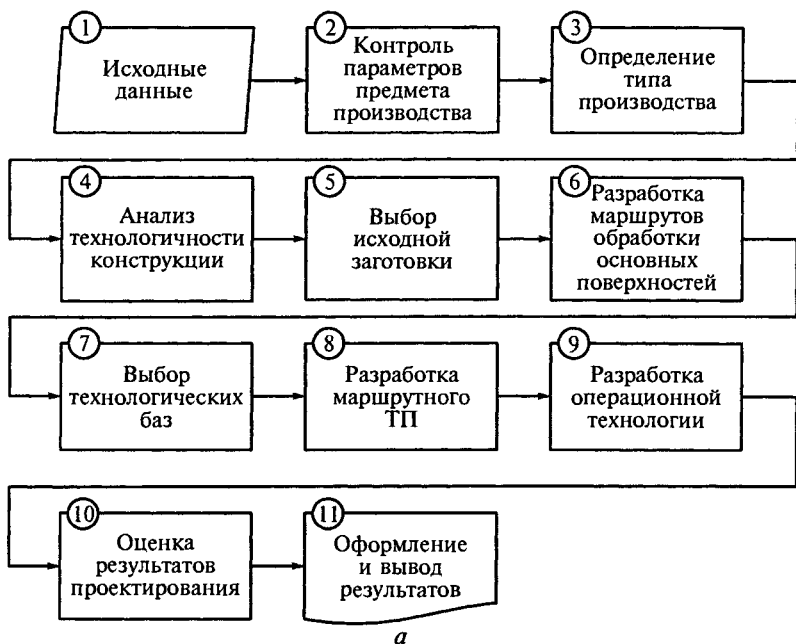 1
Исходные
данные
2
Контроль
параметров
предмета
производства
3
Определение
типа
производства
4
Анализ
технологичности
конструкции
5
Выбор
исходной
заготовки
6
Разработка
маршрутов
обработки
основных
поверхностей
7
Выбор
технологических
баз
8
Разработка
маршрутного
ТП
9
Разработка
операционной
технологии
10
Оценка
результатов
проектирования
11
Оформление
и вывод
результатов
а